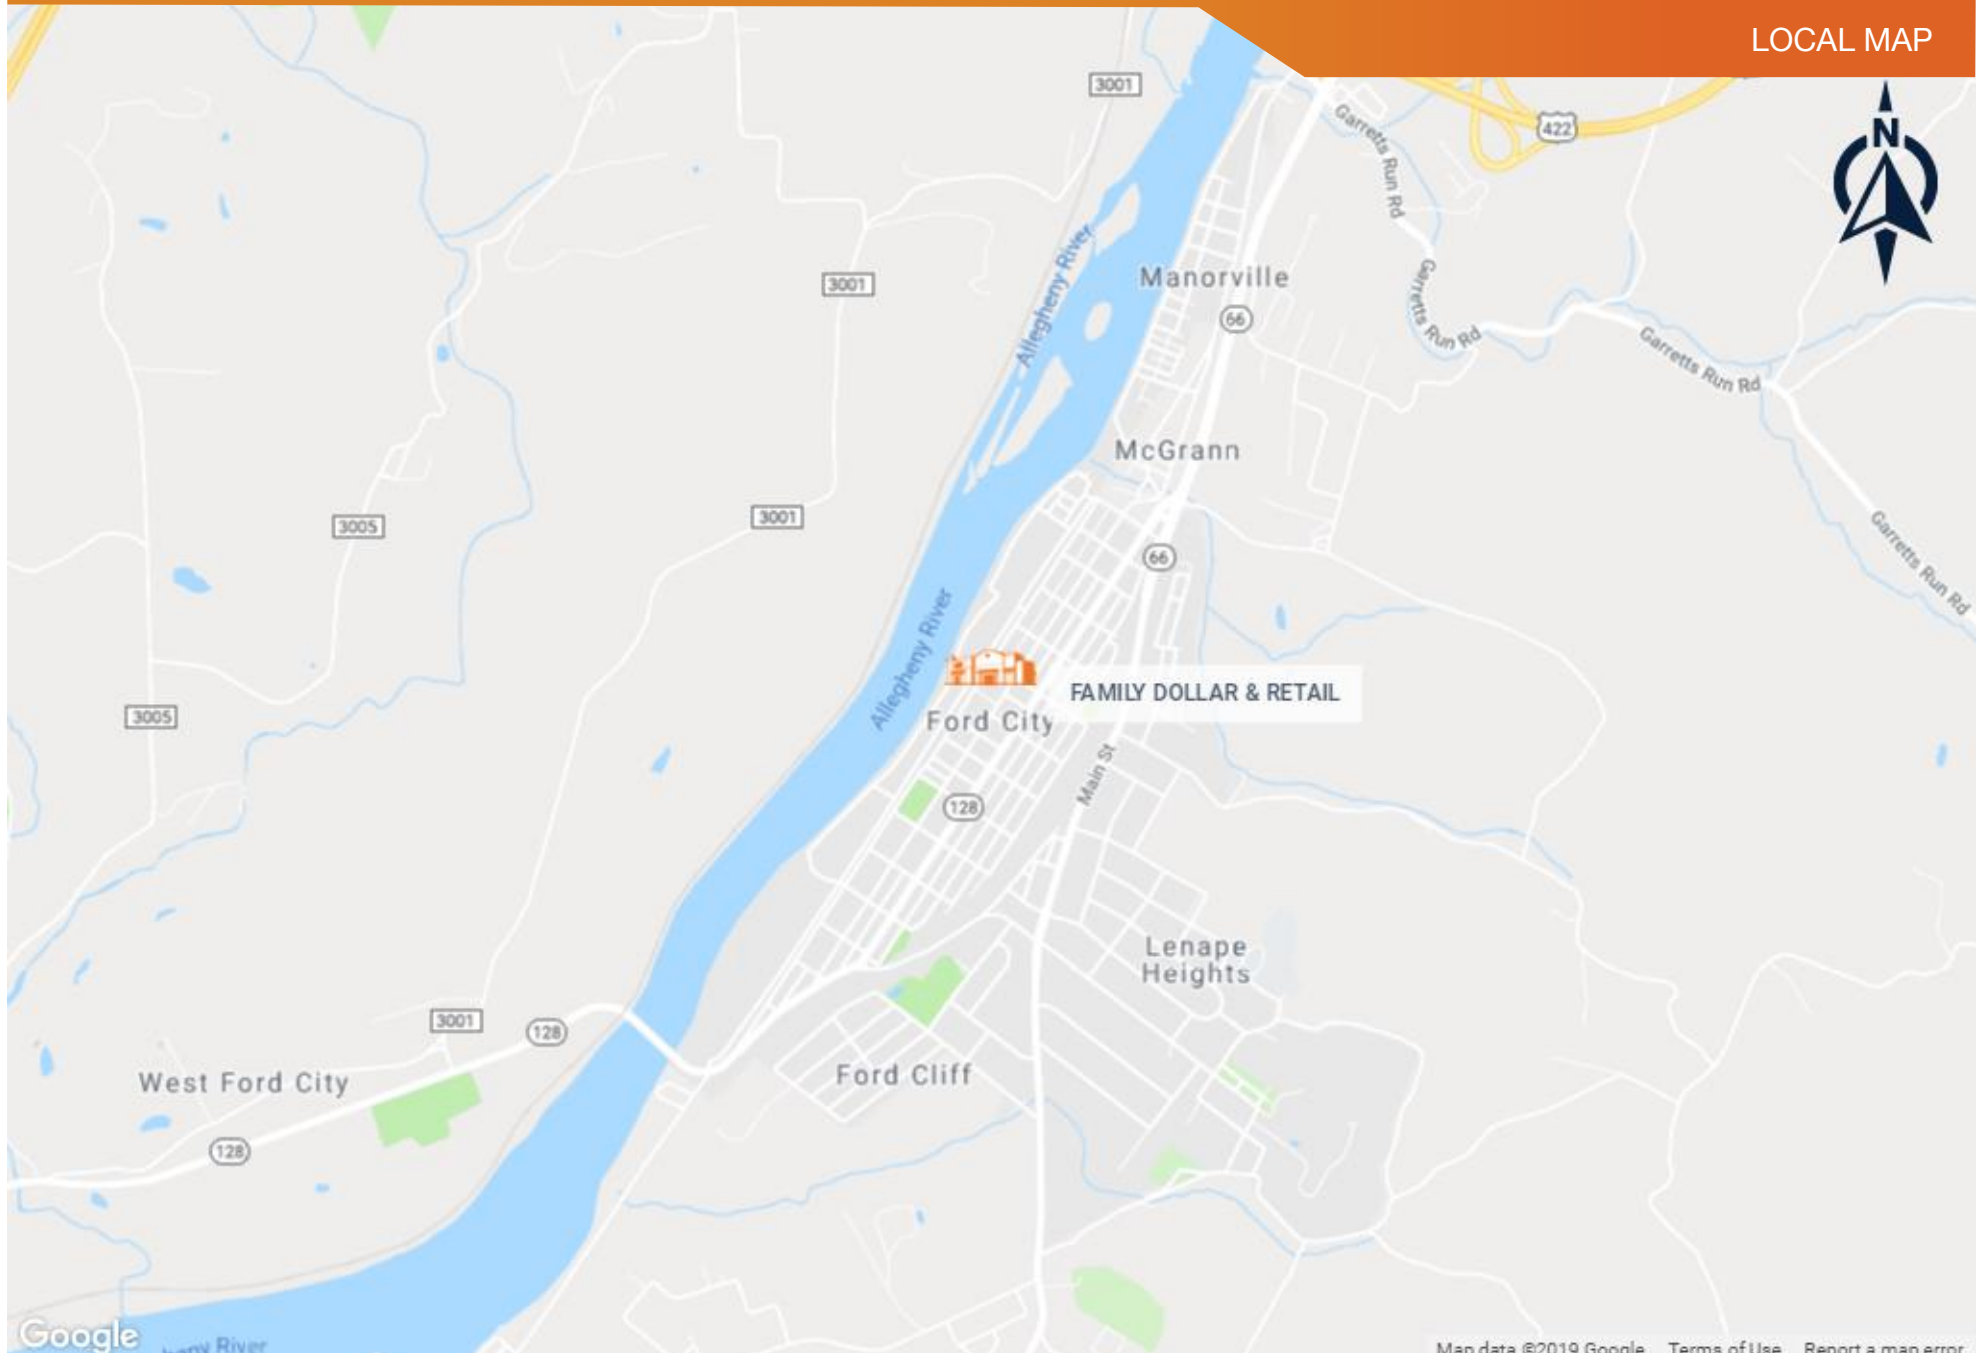 LOCAL MAP
3001
422
N
Garretts Run Rd
Allegheny River
Manorville
3001
66
Garretts Run Rd
Garretts Run Rd
McGrann
3005
3001
66
Garretts Run Rd
Allegheny River
FAMILY DOLLAR & RETAIL
3005
Ford City
Main St
128
Lenape
Heights
3001
128
West Ford City
Ford Cliff
128
Google
River
Map data ©2019 Google Terms of Use Report a map error